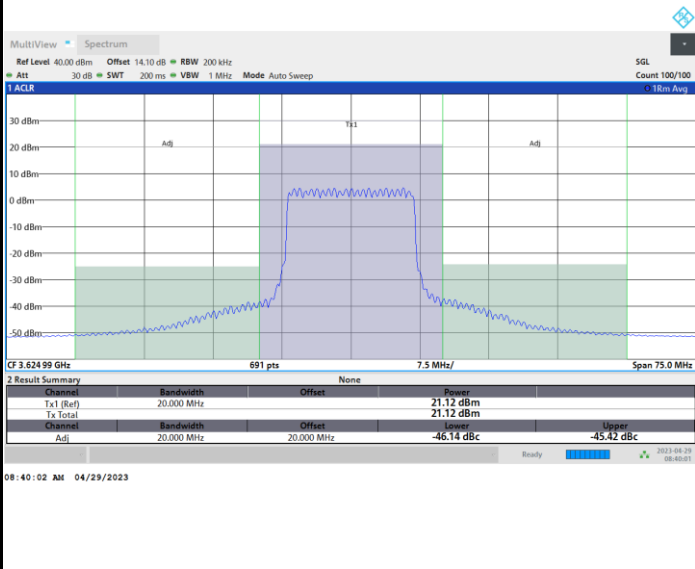 MultiView Spectrum
Ref Level 40.00 dBm Offset 14.10 dB RBW 200 kHz SGL
Att 30 dB SWT 200 ms VBW 1 MHz Mode Auto Sweep Count 100/100
1 ACLR 1Rm Avg
Tx1
30 dBm
Adj Adj
20 dBm
10 dBm
0 dBm
-10 dBm
-20 dBm
-30 dBm
-40 dBm
-50 dBm
CF 3.624 99 GHz 691 pts 7.5 MHz/ Span 75.0 MHz
2 Result Summary None
Channel Bandwidth Offset Power
Tx1 (Ref) 20.000 MHz 21.12 dBm
Tx Total 21.12 dBm
Channel Bandwidth Offset Lower Upper
Adj 20.000 MHz 20.000 MHz -46.14 dBc -45.42 dBc
Ready 2023-04-29
08:40:01
08:40:02 AM 04/29/2023